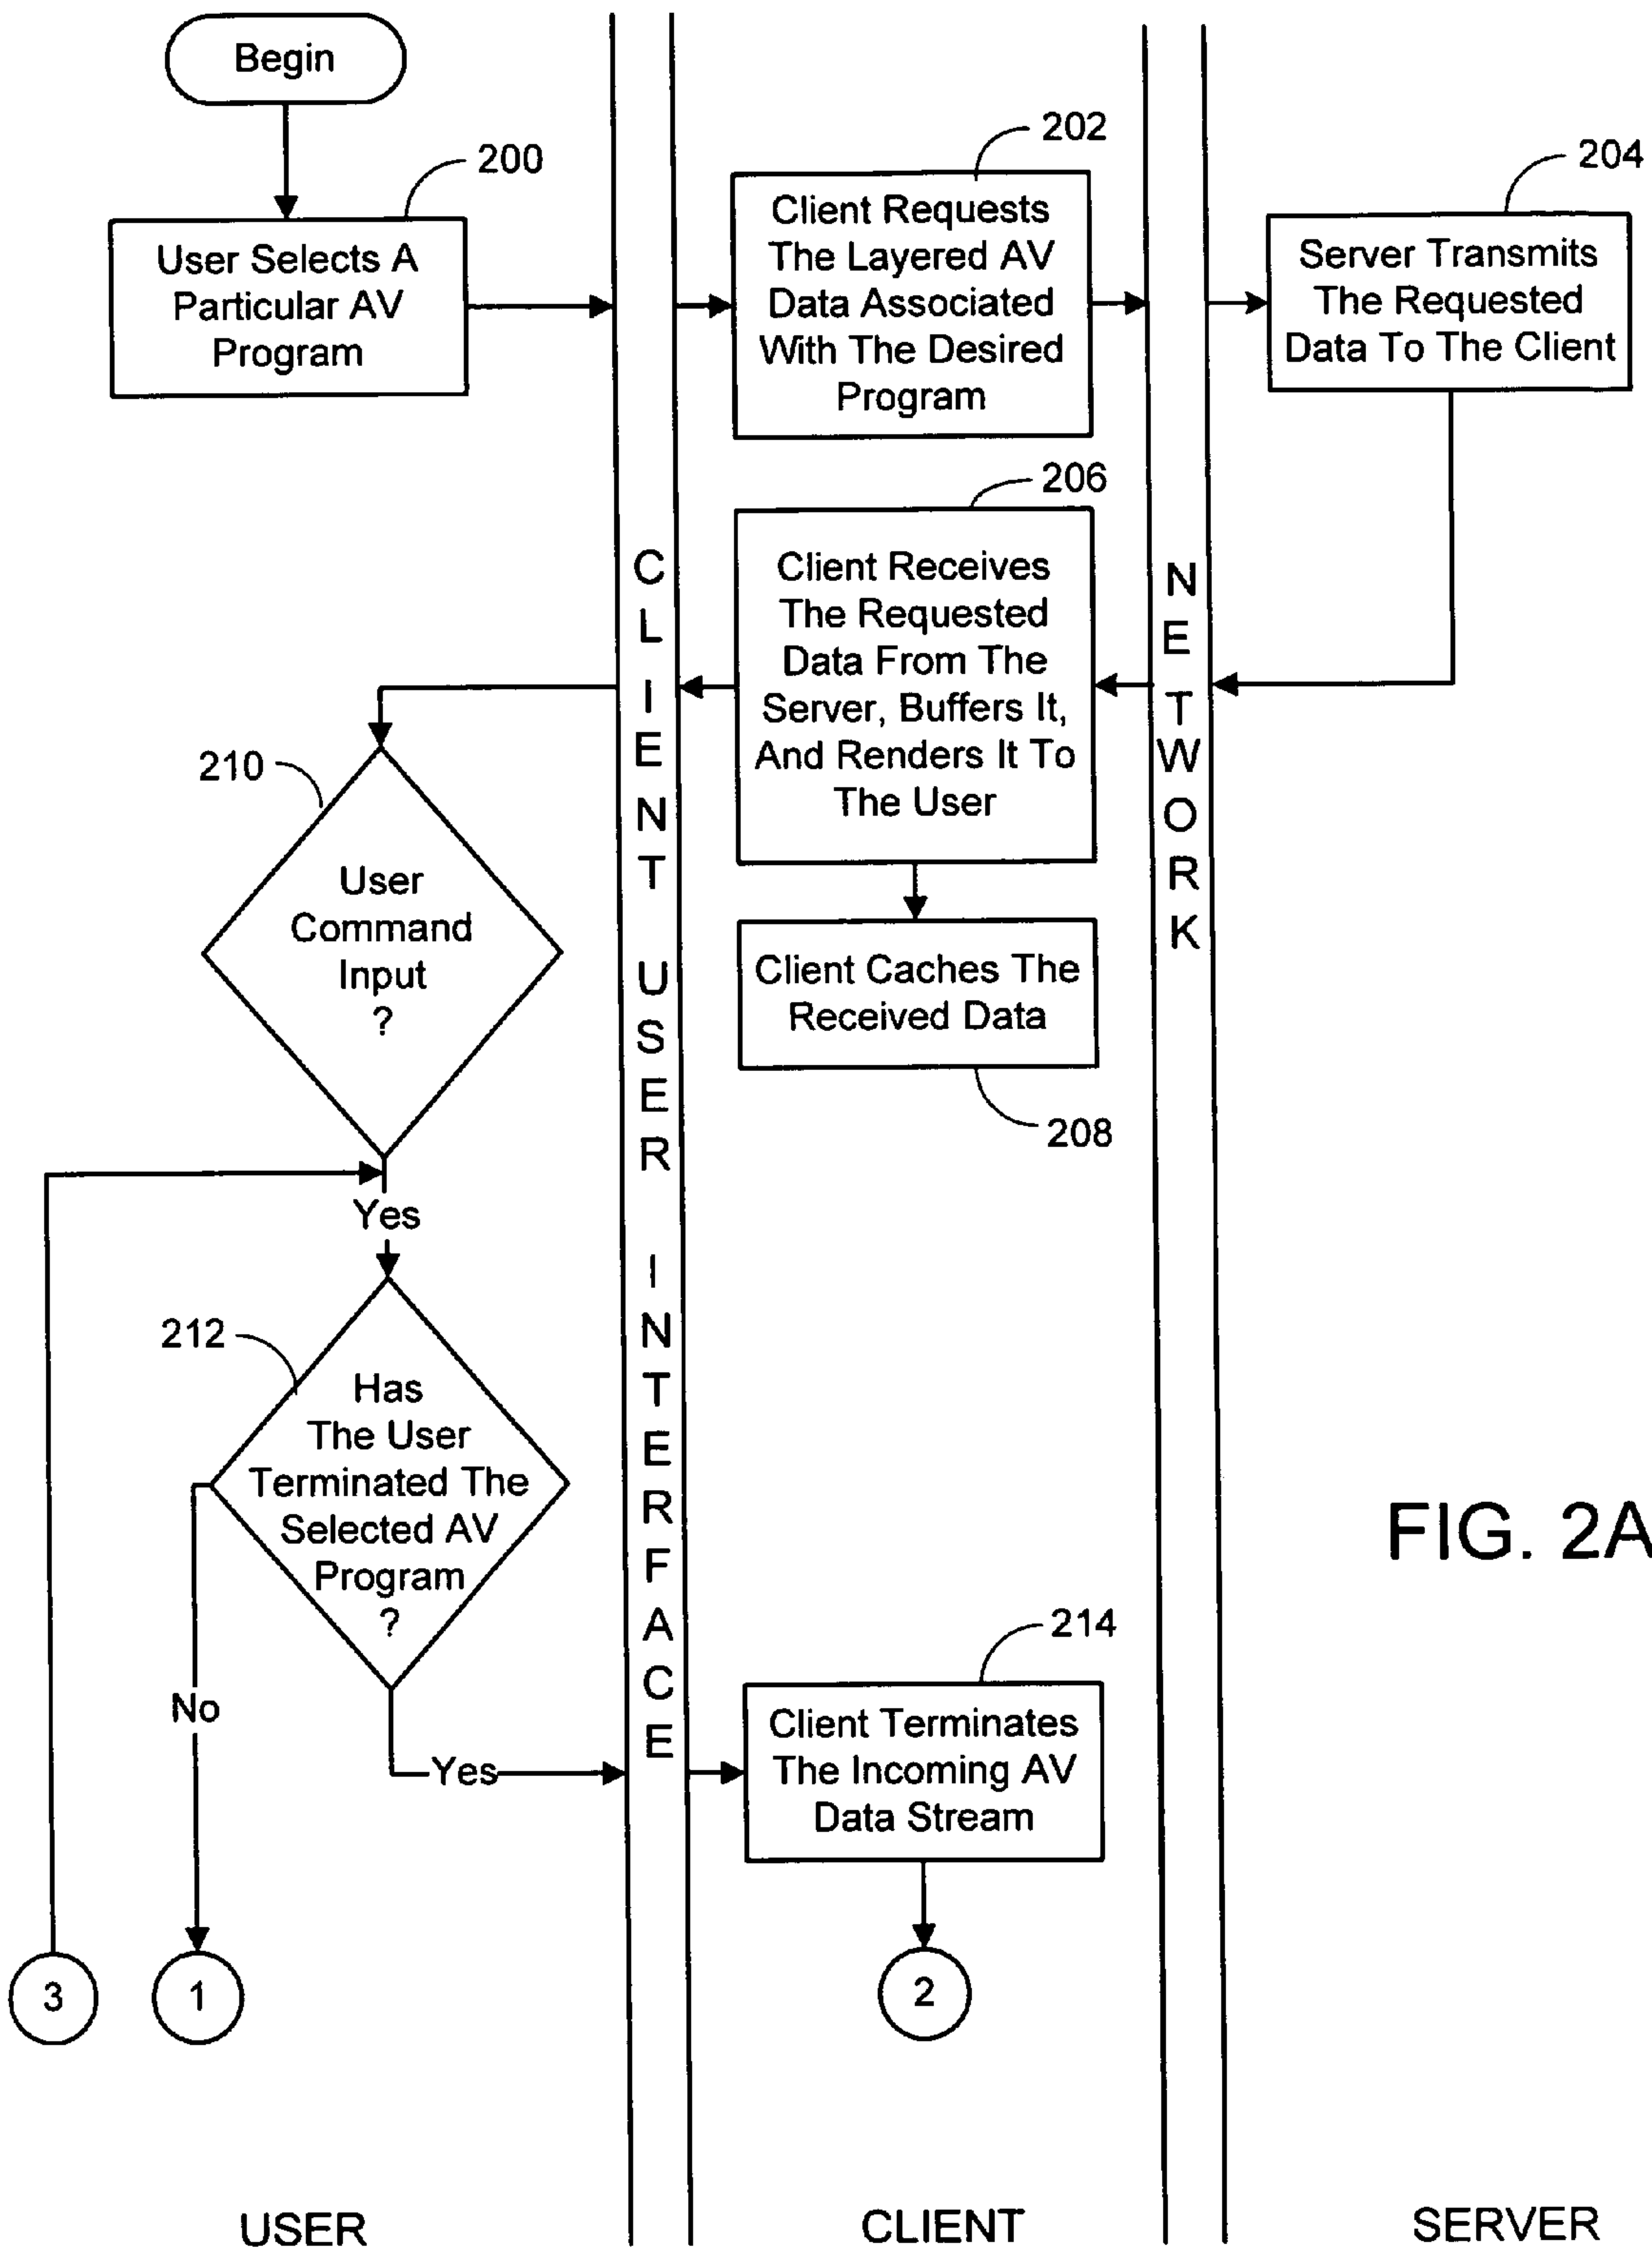 Begin
200
User Selects A
Particular AV
Program
202
Client Requests
The Layered AV
Data Associated
With The Desired
Program
204
Server Transmits
The Requested
Data To The Client
206
Client Receives
The Requested
Data From The
Server, Buffers It,
And Renders It To
The User
Client Caches The
Received Data
208
210
User
Command
Input
?
Yes
212
Has
The User
Terminated The
Selected AV
Program
?
No
Yes
214
Client Terminates
The Incoming AV
Data Stream
3
1
2
CLIENT USER INTERFACE
NETWORK
FIG. 2A
USER
CLIENT
SERVER